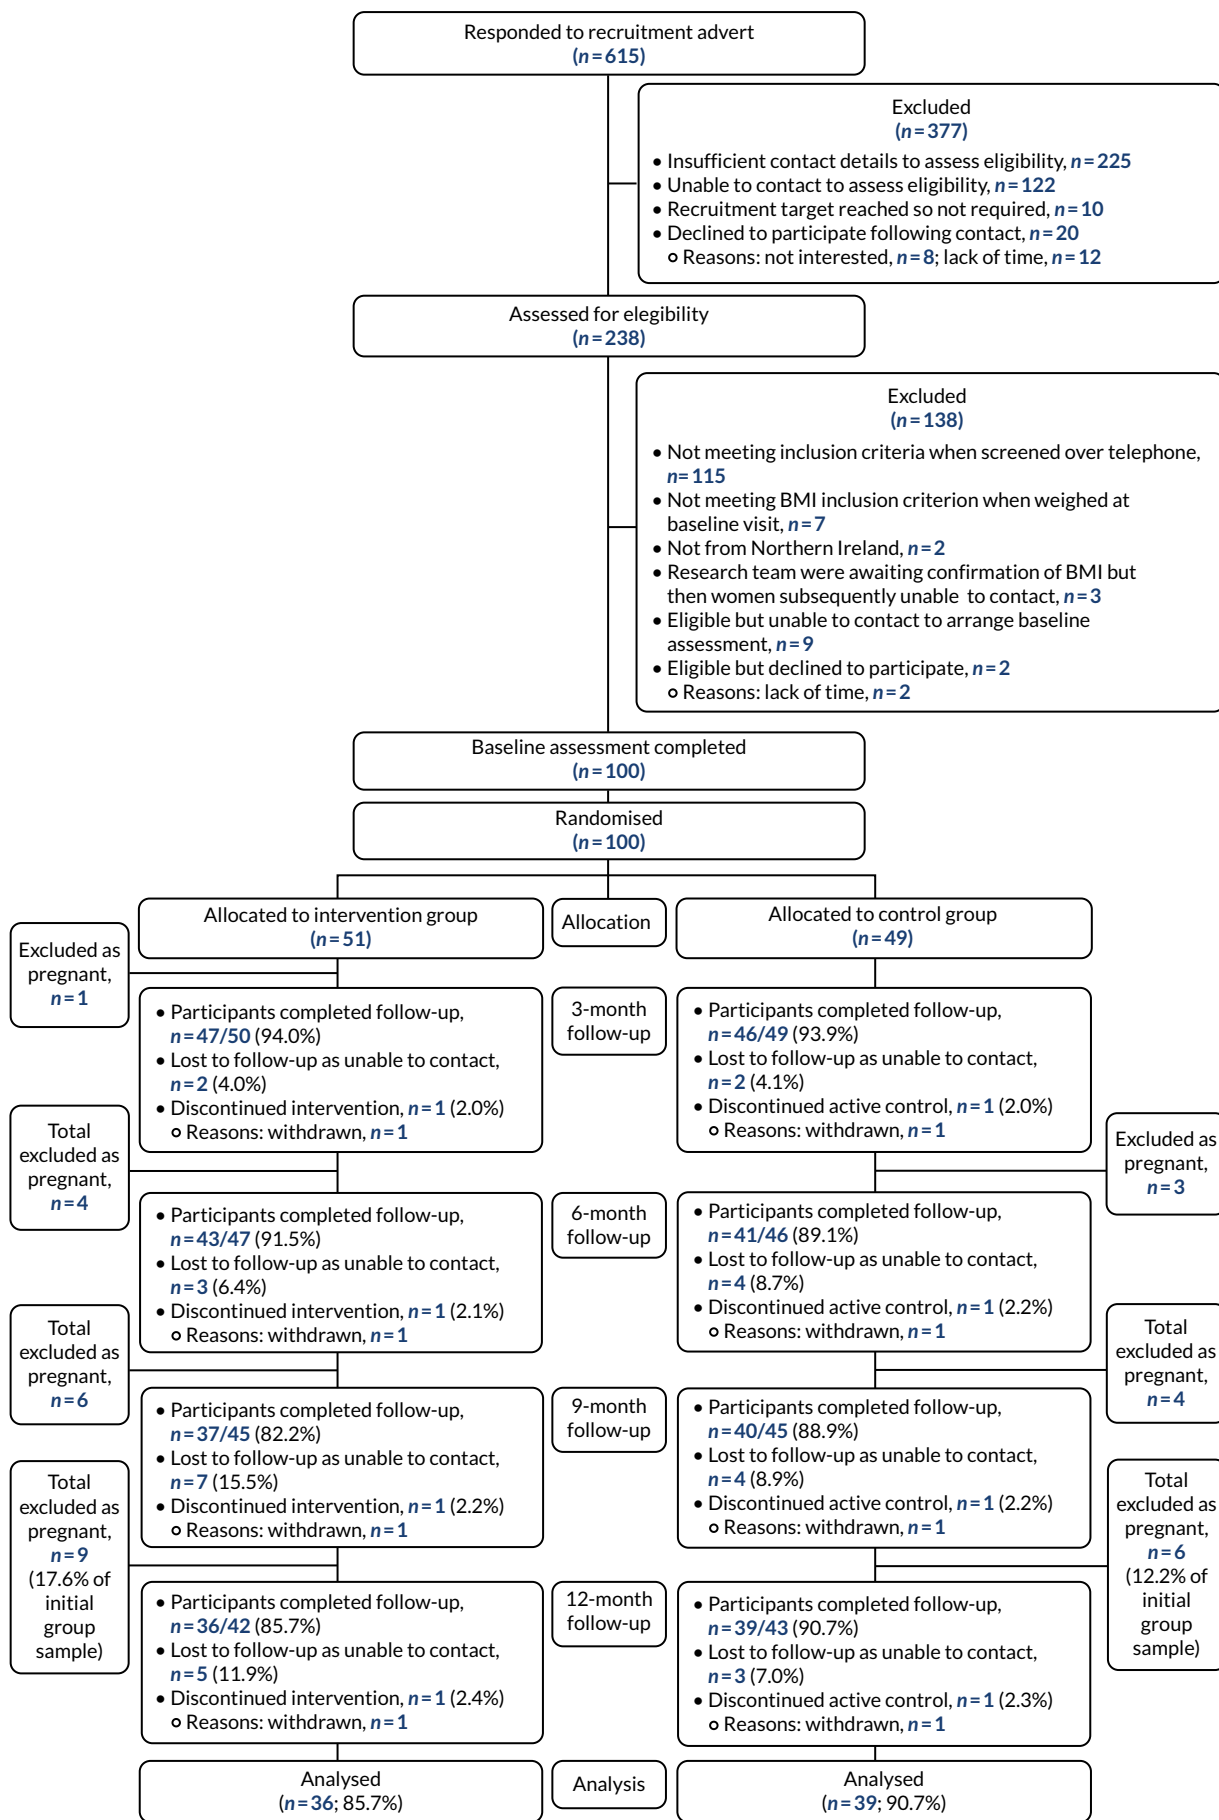 Responded to recruitment advert
(n=615)
Excluded
(n=377)
• Insufficient contact details to assess eligibility, n=225
• Unable to contact to assess eligibility, n=122
• Recruitment target reached so not required, n=10
• Declined to participate following contact, n=20
○ Reasons: not interested, n=8; lack of time, n=12
Assessed for elegibility
(n=238)
Excluded
(n=138)
• Not meeting inclusion criteria when screened over telephone,
n=115
• Not meeting BMI inclusion criterion when weighed at
baseline visit, n=7
• Not from Northern Ireland, n=2
• Research team were awaiting confirmation of BMI but
then women subsequently unable to contact, n=3
• Eligible but unable to contact to arrange baseline
assessment, n=9
• Eligible but declined to participate, n=2
○ Reasons: lack of time, n=2
Baseline assessment completed
(n=100)
Randomised
(n=100)
Allocated to intervention group
(n=51)
Allocation
Allocated to control group
(n=49)
Excluded as
pregnant,
n=1
• Participants completed follow-up,
n=47/50 (94.0%)
• Lost to follow-up as unable to contact,
n=2 (4.0%)
• Discontinued intervention, n=1 (2.0%)
○ Reasons: withdrawn, n=1
3-month
follow-up
• Participants completed follow-up,
n=46/49 (93.9%)
• Lost to follow-up as unable to contact,
n=2 (4.1%)
• Discontinued active control, n=1 (2.0%)
○ Reasons: withdrawn, n=1
Total
excluded as
pregnant,
n=4
Excluded as
pregnant,
n=3
• Participants completed follow-up,
n=43/47 (91.5%)
• Lost to follow-up as unable to contact,
n=3 (6.4%)
• Discontinued intervention, n=1 (2.1%)
○ Reasons: withdrawn, n=1
6-month
follow-up
• Participants completed follow-up,
n=41/46 (89.1%)
• Lost to follow-up as unable to contact,
n=4 (8.7%)
• Discontinued active control, n=1 (2.2%)
○ Reasons: withdrawn, n=1
Total
excluded as
pregnant,
n=6
Total
excluded as
pregnant,
n=4
• Participants completed follow-up,
n=37/45 (82.2%)
• Lost to follow-up as unable to contact,
n=7 (15.5%)
• Discontinued intervention, n=1 (2.2%)
○ Reasons: withdrawn, n=1
9-month
follow-up
• Participants completed follow-up,
n=40/45 (88.9%)
• Lost to follow-up as unable to contact,
n=4 (8.9%)
• Discontinued active control, n=1 (2.2%)
○ Reasons: withdrawn, n=1
Total
excluded as
pregnant,
n=9
(17.6% of
initial
group
sample)
Total
excluded as
pregnant,
n=6
(12.2% of
initial
group
sample)
• Participants completed follow-up,
n=36/42 (85.7%)
• Lost to follow-up as unable to contact,
n=5 (11.9%)
• Discontinued intervention, n=1 (2.4%)
○ Reasons: withdrawn, n=1
12-month
follow-up
• Participants completed follow-up,
n=39/43 (90.7%)
• Lost to follow-up as unable to contact,
n=3 (7.0%)
• Discontinued active control, n=1 (2.3%)
○ Reasons: withdrawn, n=1
Analysed
(n=36; 85.7%)
Analysis
Analysed
(n=39; 90.7%)